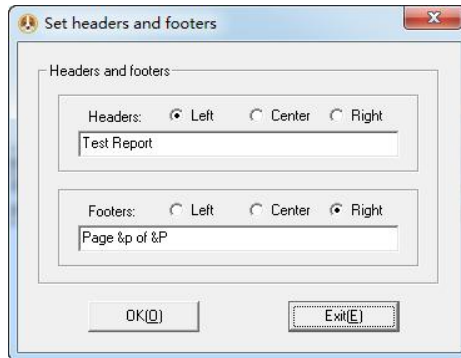 Set headers and footers
Headers and footers
Headers: Left Center Right
Test Report
Footers: Left Center Right
Page &p of &P
OK(O) Exit(E)